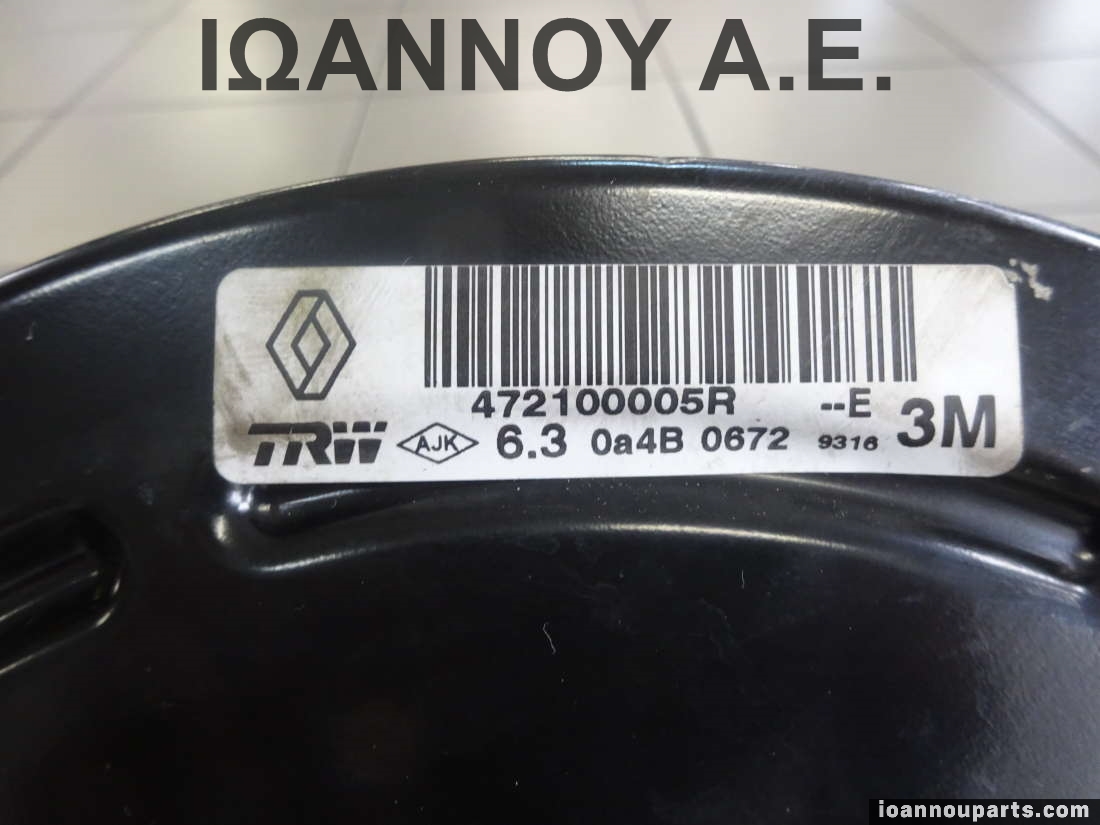 ΙΩΑΝΝΟΥ Α.Ε.
472100005R --E
TRW AJK 6.3 0a4B 0672 9316 3M
ioannouparts.com